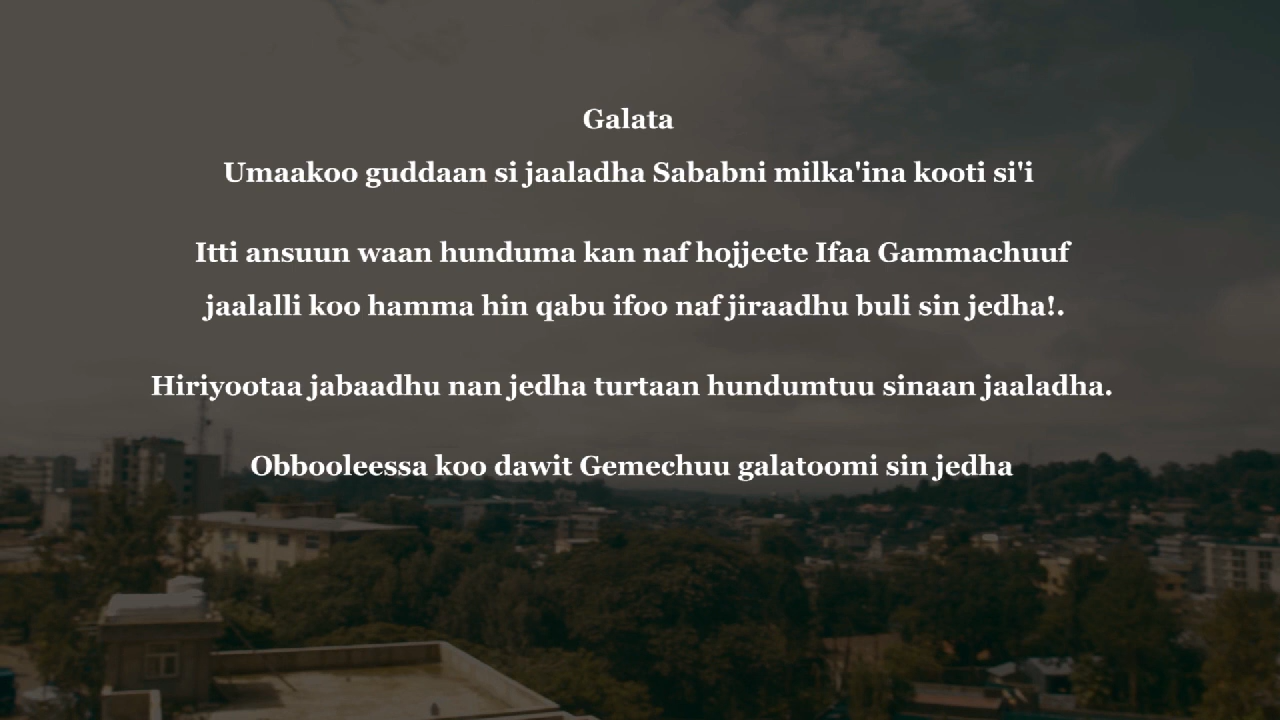 Galata
Umaakoo guddaan si jaaladha Sababni milka'ina kooti si'i
Itti ansuun waan hunduma kan naf hojjeete Ifaa Gammachuuf
jaalalli koo hamma hin qabu ifoo naf jiraadhu buli sin jedha!.
Hiriyootaa jabaadhu nan jedha turtaan hundumtuu sinaan jaaladha.
Obbooleessa koo dawit Gemechuu galatoomi sin jedha